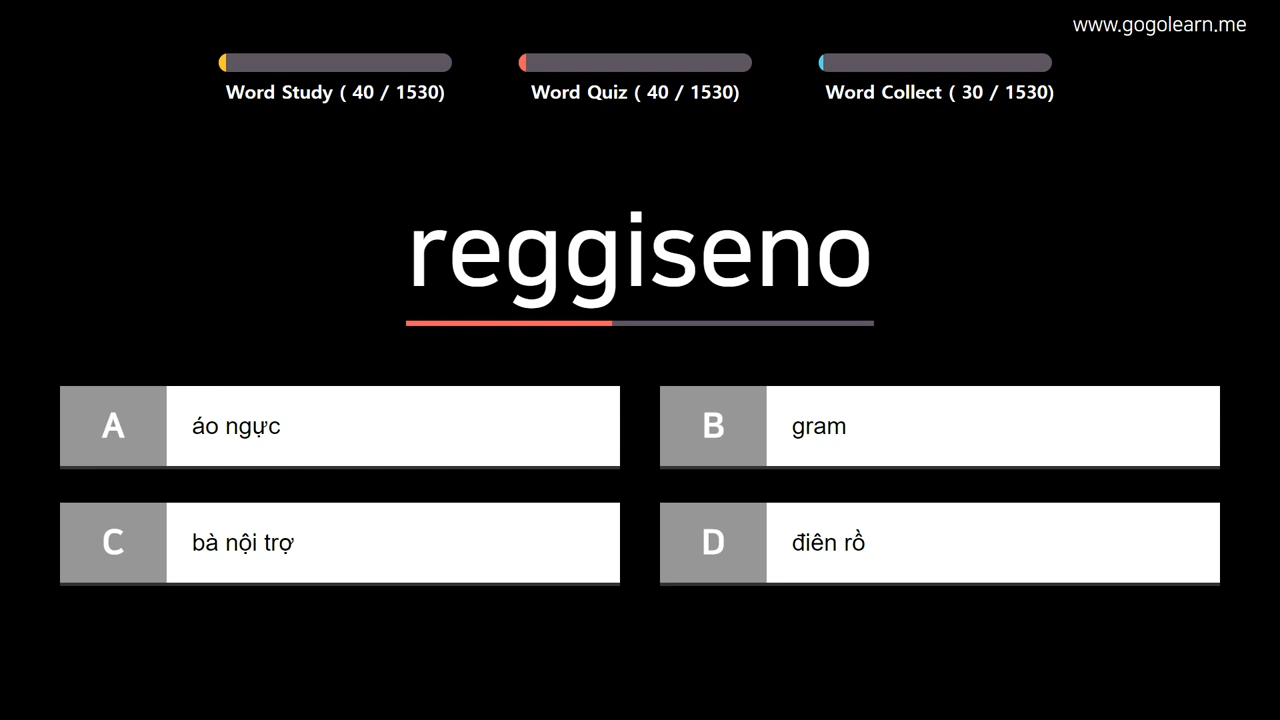 www.gogolearn.me
Word Study ( 40 / 1530)
Word Quiz ( 40 / 1530)
Word Collect ( 30 / 1530)
reggiseno
A áo ngực
B gram
C bà nội trợ
D điên rồ